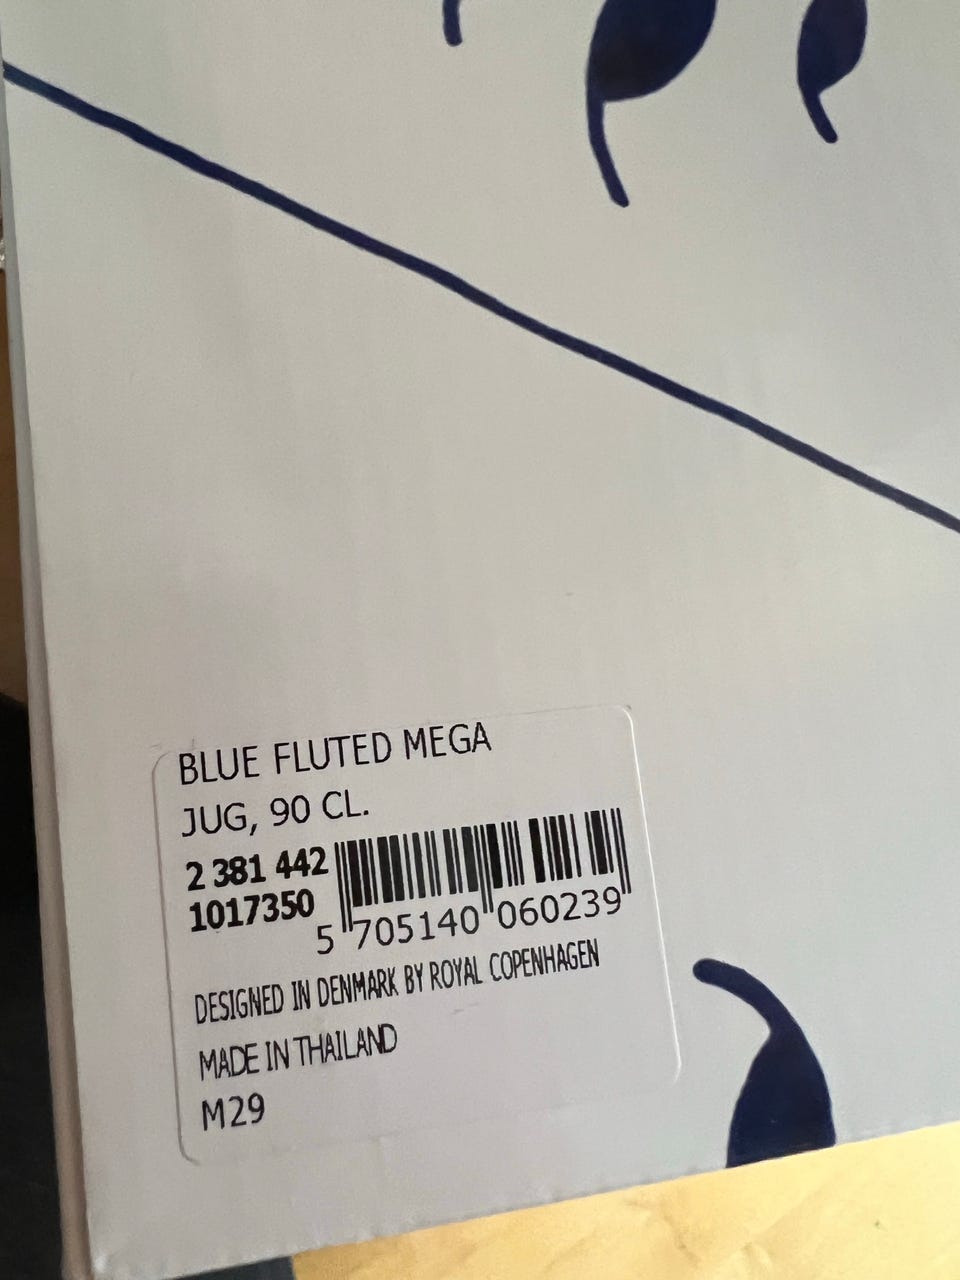 BLUE FLUTED MEGA
JUG, 90 CL.
2 381 442
1017350
5 705140 060239
DESIGNED IN DENMARK BY ROYAL COPENHAGEN
MADE IN THAILAND
M29